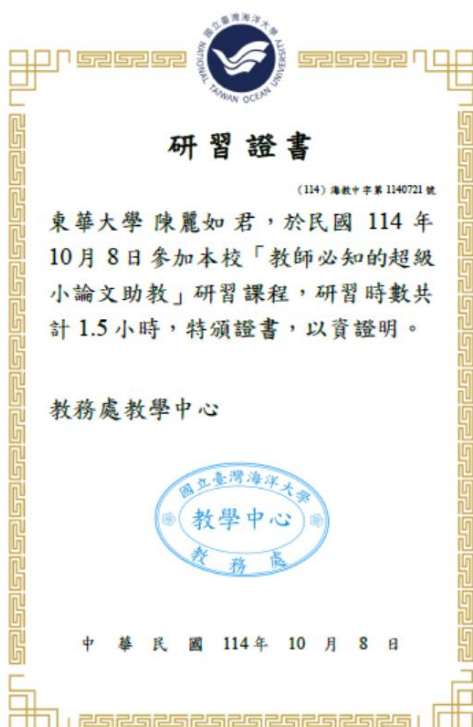 國立臺灣海洋大學
NATIONAL TAIWAN OCEAN UNIVERSITY
研習證書
(114) 海教中字第 1140721 號
東華大學 陳麗如 君,於民國 114 年
10 月 8 日參加本校「教師必知的超級
小論文助教」研習課程,研習時數共
計 1.5 小時,特頒證書,以資證明。
教務處教學中心
國立臺灣海洋大學
教學中心
教務處
中 華 民 國 114 年 10 月 8 日